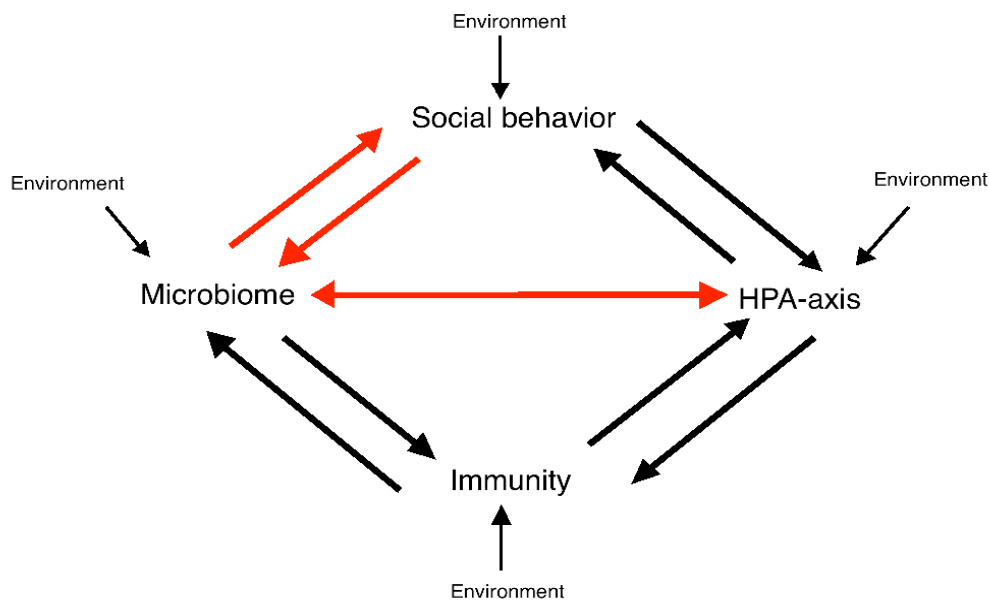 Environment
Social behavior
Environment
Environment
Microbiome
HPA-axis
Immunity
Environment